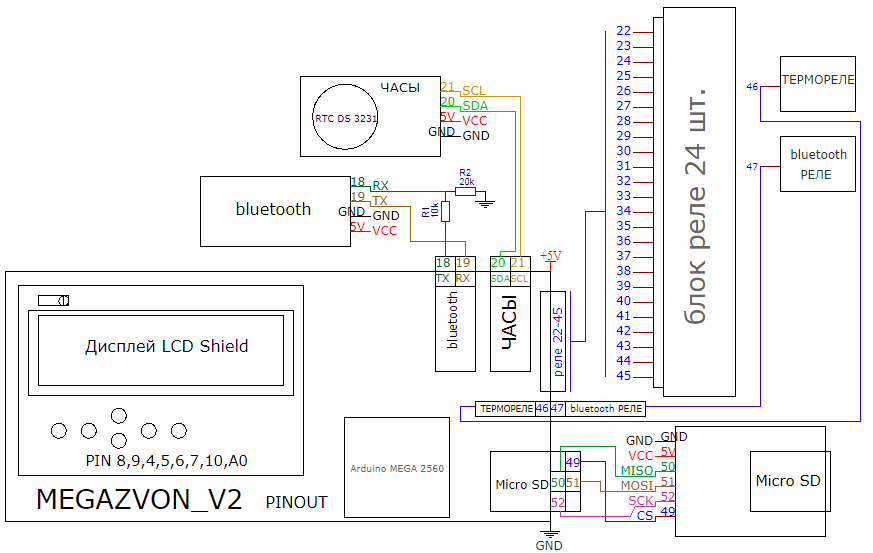 ЧАСЫ
RTC DS 3231
21 SCL
20 SDA
5V VCC
GND GND
bluetooth
18 RX
19 TX
GND GND
5V VCC
R2
20k
R1
10k
22
23
24
25
26
27
28
29
30
31
32
33
34
35
36
37
38
39
40
41
42
43
44
45
блок реле 24 шт.
46
ТЕРМОРЕЛЕ
47
bluetooth
РЕЛЕ
18 19
TX RX
bluetooth
20 21
SDA SCL
ЧАСЫ
+5V
реле 22-45
ТЕРМОРЕЛЕ 46 47 bluetooth РЕЛЕ
Дисплей LCD Shield
PIN 8,9,4,5,6,7,10,A0
MEGAZVON_V2 PINOUT
Arduino MEGA 2560
Micro SD
49
50 51
52
GND
GND GND
VCC 5V
MISO 50
MOSI 51
SCK 52
CS 49
Micro SD